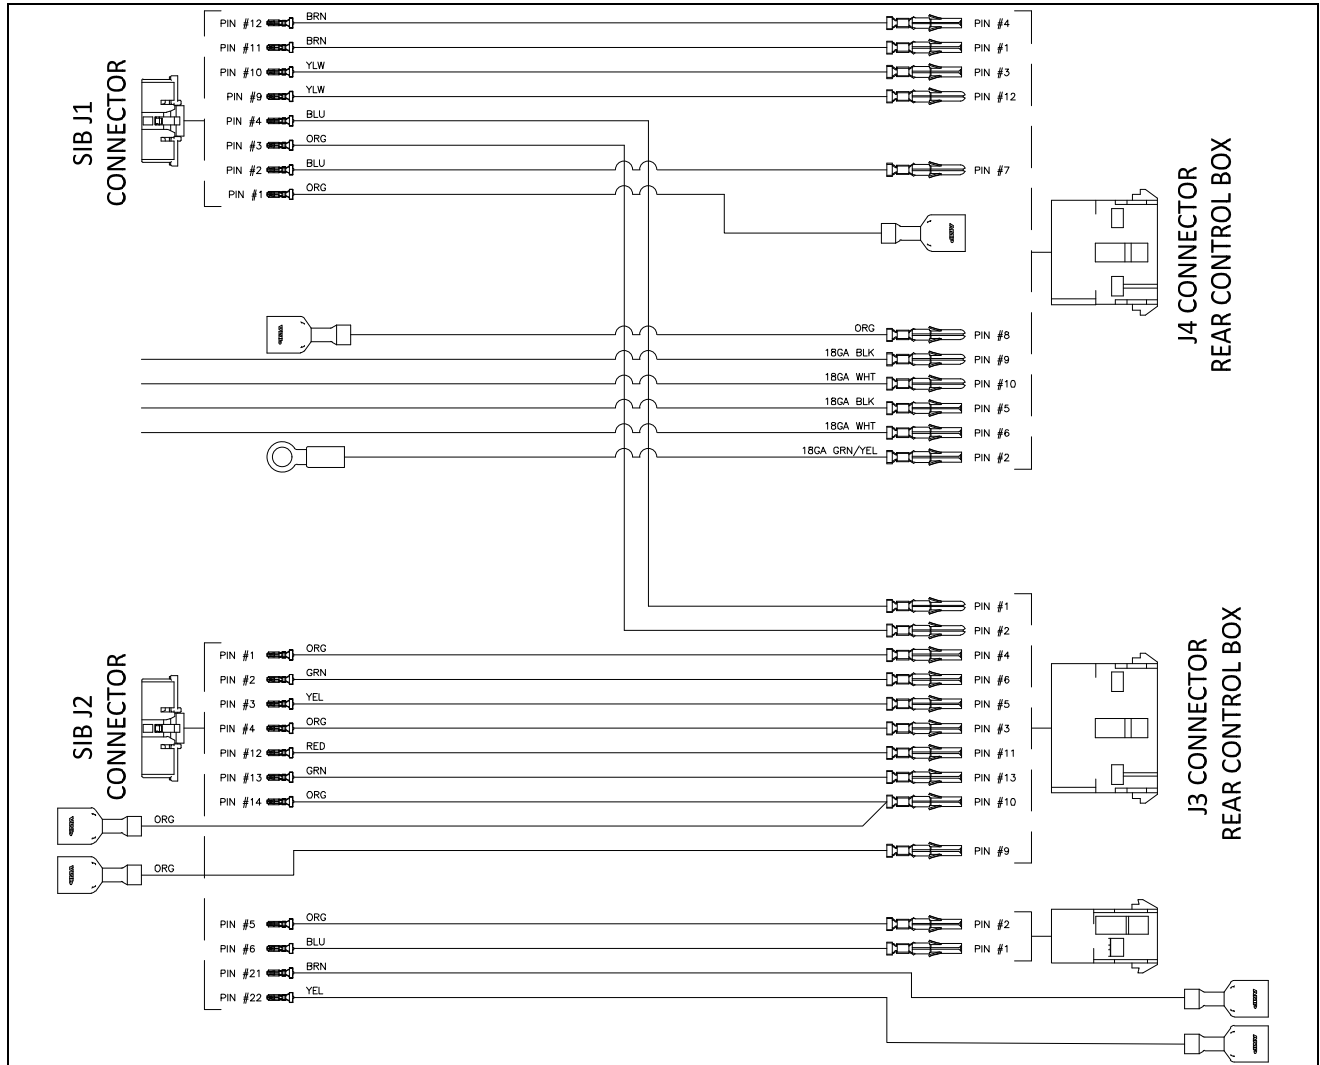 SIB J1
CONNECTOR
PIN #12 BRN PIN #4
PIN #11 BRN PIN #1
PIN #10 YLW PIN #3
PIN #9 YLW PIN #12
PIN #4 BLU
PIN #3 ORG
PIN #2 BLU PIN #7
PIN #1 ORG
J4 CONNECTOR
REAR CONTROL BOX
ORG PIN #8
18GA BLK PIN #9
18GA WHT PIN #10
18GA BLK PIN #5
18GA WHT PIN #6
18GA GRN/YEL PIN #2
PIN #1
PIN #2
SIB J2
CONNECTOR
PIN #1 ORG PIN #4
PIN #2 GRN PIN #6
PIN #3 YEL PIN #5
PIN #4 ORG PIN #3
PIN #12 RED PIN #11
PIN #13 GRN PIN #13
PIN #14 ORG PIN #10
ORG
ORG PIN #9
J3 CONNECTOR
REAR CONTROL BOX
PIN #5 ORG PIN #2
PIN #6 BLU PIN #1
PIN #21 BRN
PIN #22 YEL